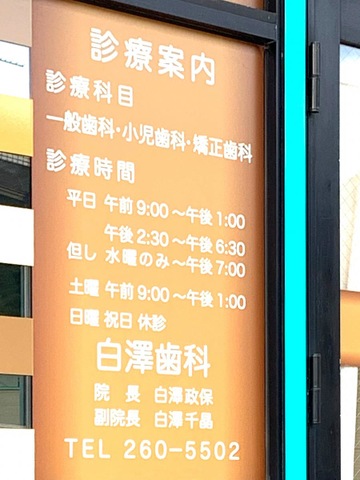 診療案内
診療科目
一般歯科・小児歯科・矯正歯科
診療時間
平日 午前 9:00 ～午後 1:00
午後 2:30 ～午後 6:30
但し 水曜のみ～午後 7:00
土曜 午前 9:00 ～午後 1:00
日曜 祝日 休診
白澤歯科
院 長 白澤政保
副院長 白澤千晶
TEL 260-5502